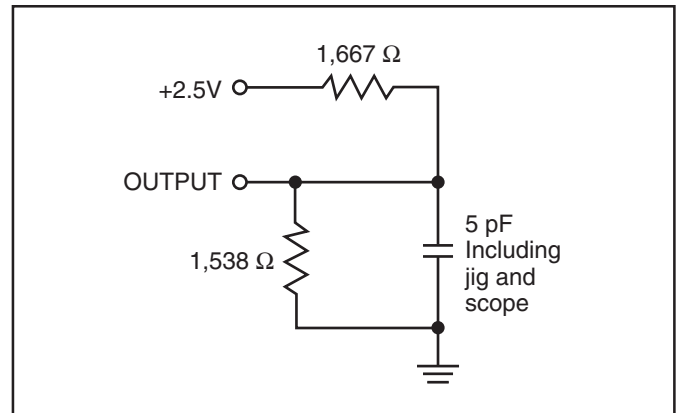 1,667 Ω
+2.5V
OUTPUT
1,538 Ω
5 pF
Including
jig and
scope